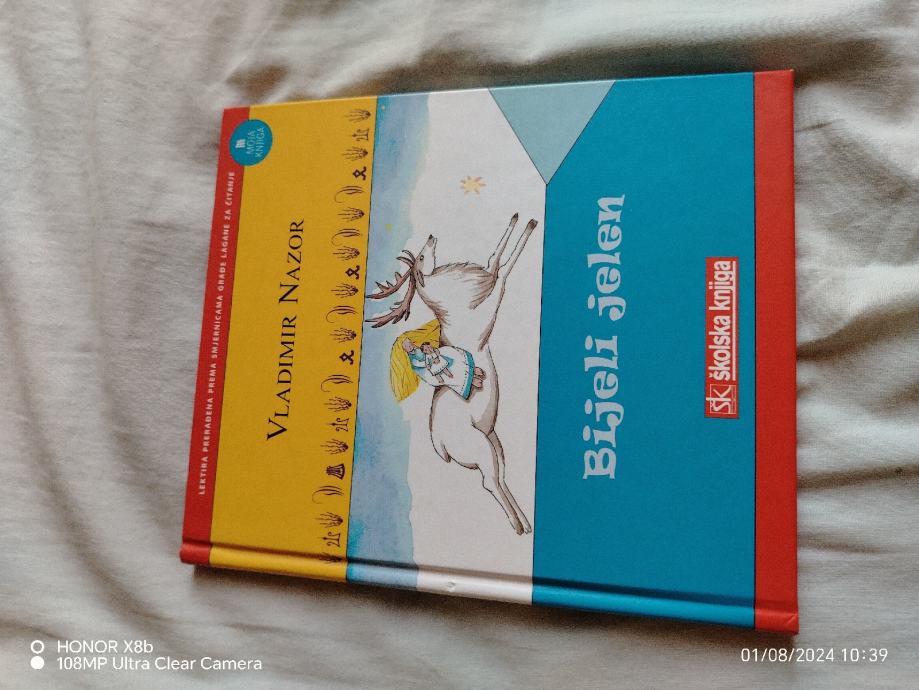 LEKTIRA PRERAĐENA PREMA SMJERNICAMA GRAĐE LAGANE ZA ČITANJE
MOJA
KNJIGA
VLADIMIR NAZOR
Bijeli jelen
šk školska knjiga
HONOR X8b
108MP Ultra Clear Camera
01/08/2024 10:39